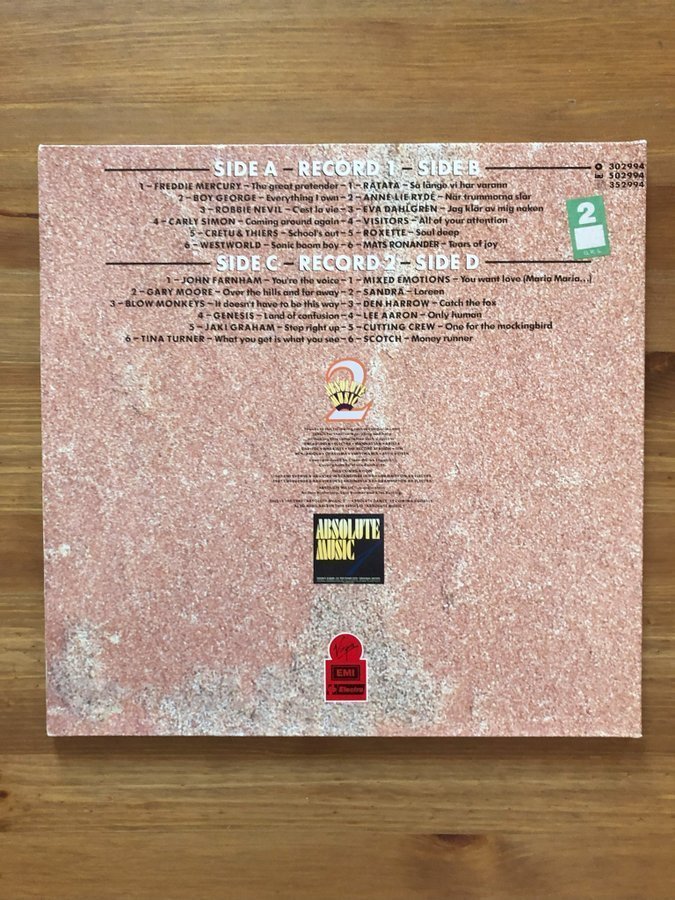 SIDE A – RECORD 1 – SIDE B
1 – FREDDIE MERCURY – The great pretender
2 – BOY GEORGE – Everything I own
3 – ROBBIE NEVIL – C'est la vie
4 – CARLY SIMON – Coming around again
5 – CRETU & THIERS – School's out
6 – WESTWORLD – Sonic boom boy
1 – RATATA – Så länge vi har varann
2 – ANNE-LIE RYDÉ – När trummorna slår
3 – EVA DAHLGREN – Jag klär av mig naken
4 – VISITORS – All of your attention
5 – ROXETTE – Soul deep
6 – MATS RONANDER – Tears of joy
302994
502994
352994
2
SIDE C – RECORD 2 – SIDE D
1 – JOHN FARNHAM – You're the voice
2 – GARY MOORE – Over the hills and far away
3 – BLOW MONKEYS – It doesn't have to be this way
4 – GENESIS – Land of confusion
5 – JAKI GRAHAM – Step right up
6 – TINA TURNER – What you get is what you see
1 – MIXED EMOTIONS – You want love (Maria Maria...)
2 – SANDRA – Loreen
3 – DEN HARROW – Catch the fox
4 – LEE AARON – Only human
5 – CUTTING CREW – One for the mockingbird
6 – SCOTCH – Money runner
2
ABSOLUTE
MUSIC
ABSOLUTE
MUSIC
Virgin
EMI
Electra